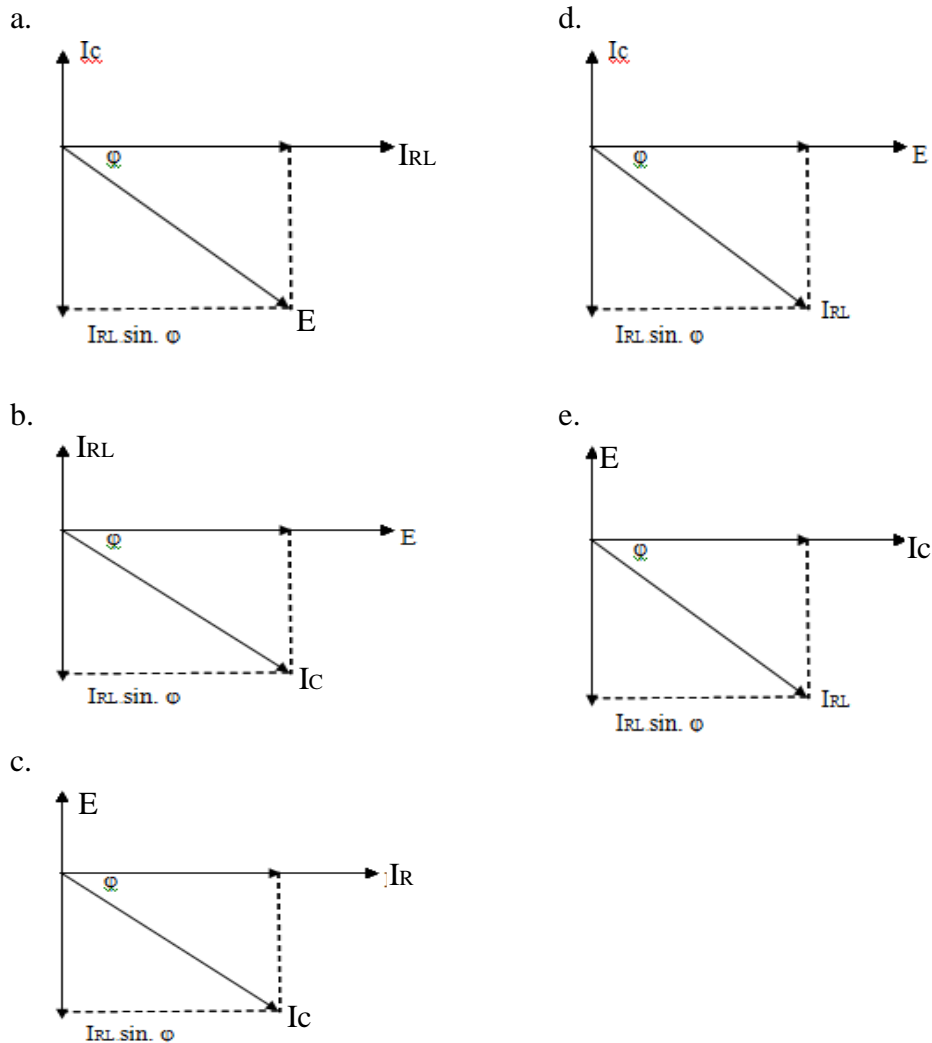 a.
Ic
φ
IRL
E
IRL sin. φ
b.
IRL
φ
E
IC
IRL sin. φ
c.
E
φ
IR
Ic
IRL sin. φ
d.
Ic
φ
E
IRL
IRL sin. φ
e.
E
φ
Ic
IRL
IRL sin. φ